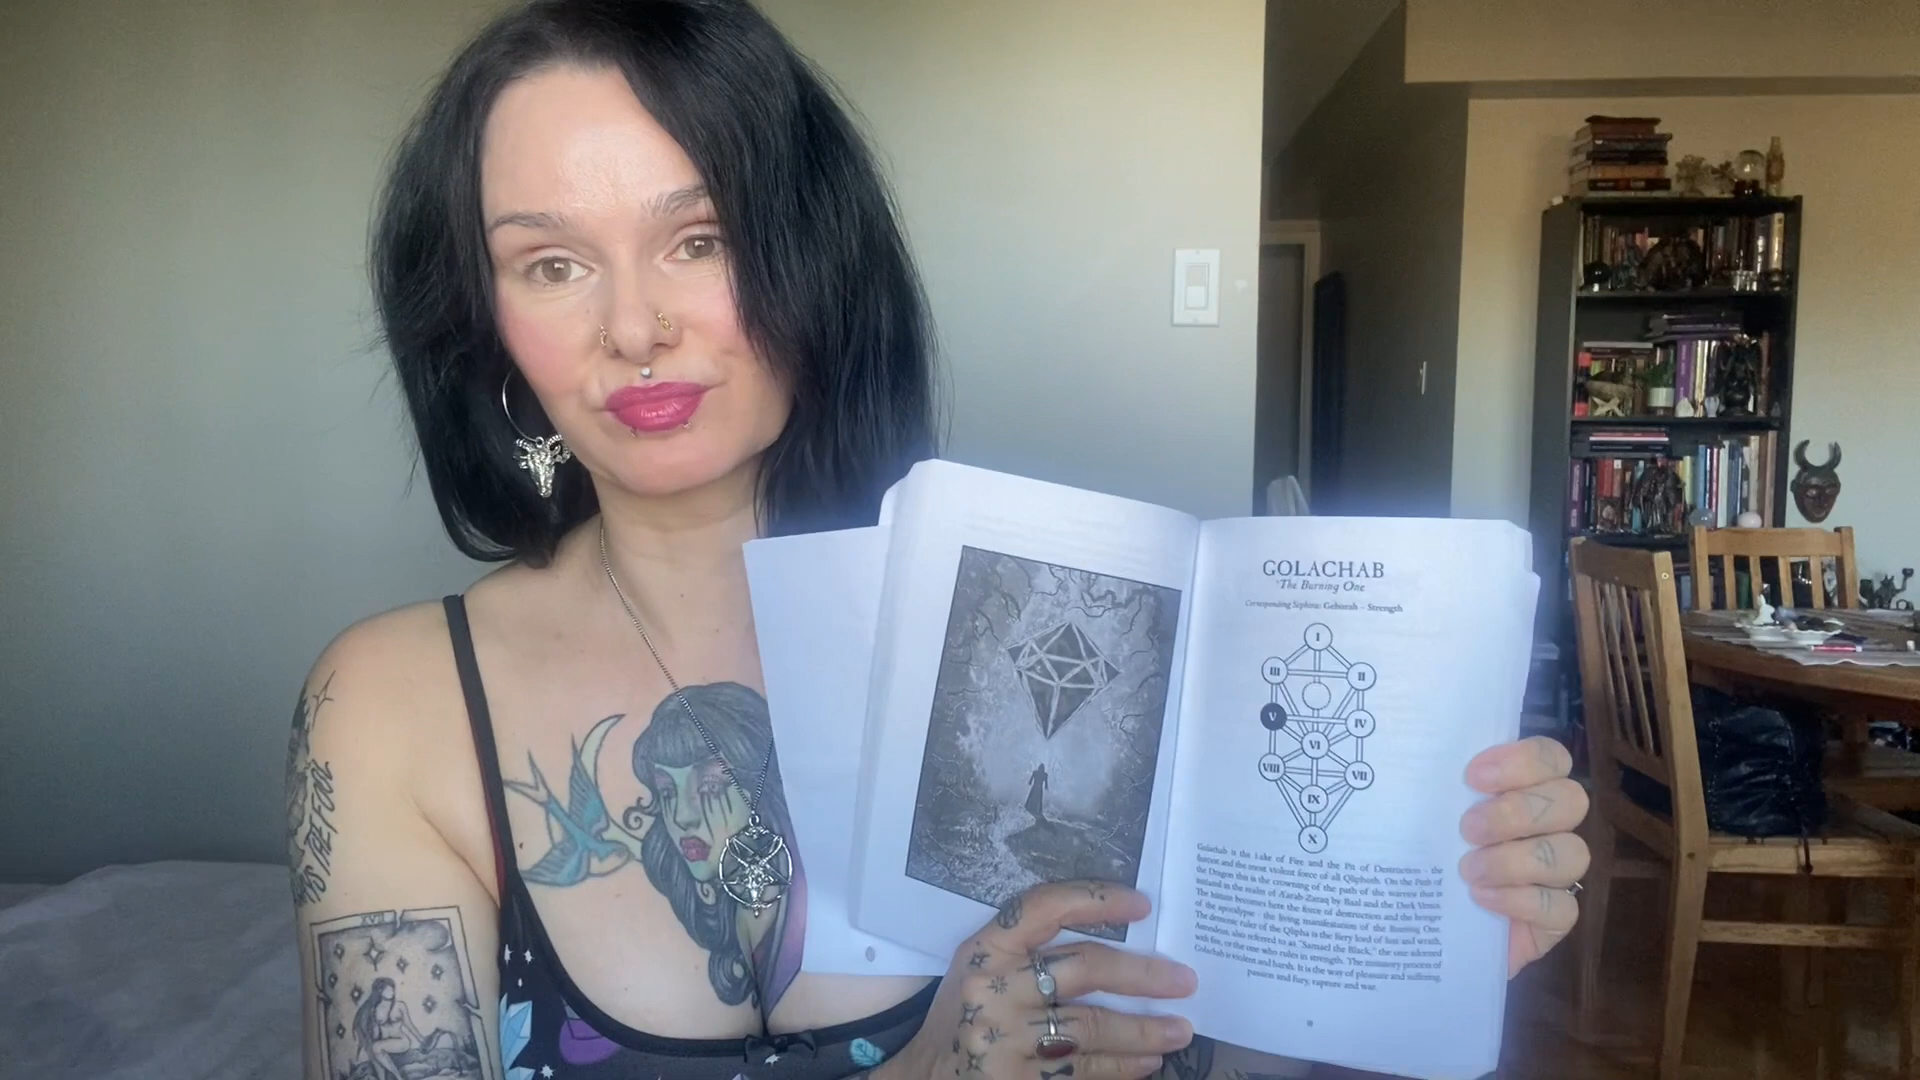 GOLACHAB
The Burning One
Corresponding Sephira: Geburah – Strength
I
III
II
V
IV
VI
VIII
VII
IX
X
Golachab is the Lake of Fire and the Pit of Destruction - the
fiercest and the most violent force of all Qliphoth. On the Path of
the Dragon this is the crowning of the path of the warrior that is
initiated in the realm of A'arab Zaraq by Baal and the Dark Venus.
The Initiate becomes here the force of destruction and the bringer
of the apocalypse - the living manifestation of the Burning One.
The demonic ruler of the Qlipha is the fiery lord of lust and wrath,
Asmodeus, also referred to as "Samael the Black," the one adorned
with fire, or the one who rules in strength. The initiatory process of
Golachab is violent and harsh. It is the way of pleasure and suffering,
passion and fury, rapture and war.
THE FOOL
XVII